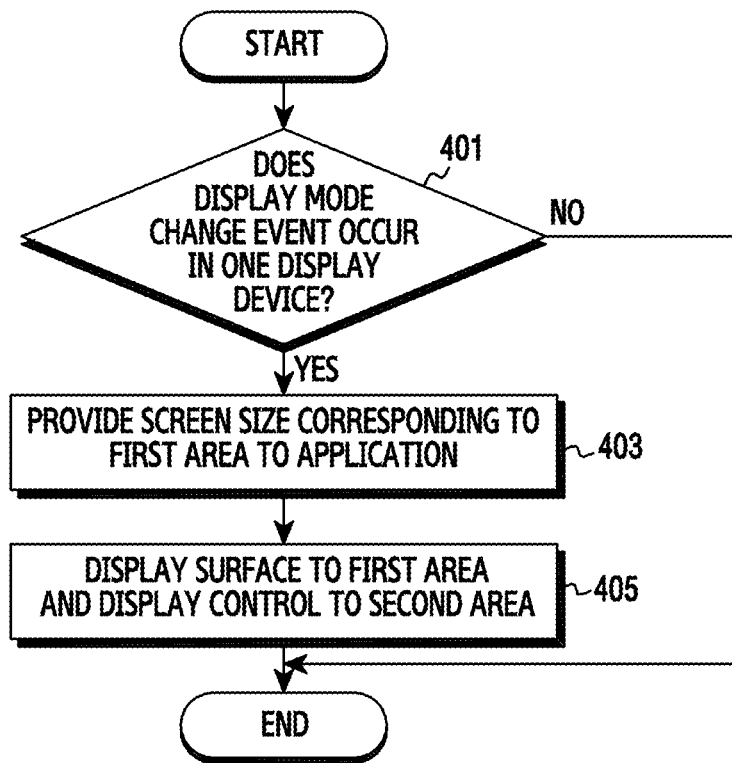 START
401
DOES
DISPLAY MODE
CHANGE EVENT OCCUR
IN ONE DISPLAY
DEVICE?
NO
YES
PROVIDE SCREEN SIZE CORRESPONDING TO
FIRST AREA TO APPLICATION
403
DISPLAY SURFACE TO FIRST AREA
AND DISPLAY CONTROL TO SECOND AREA
405
END